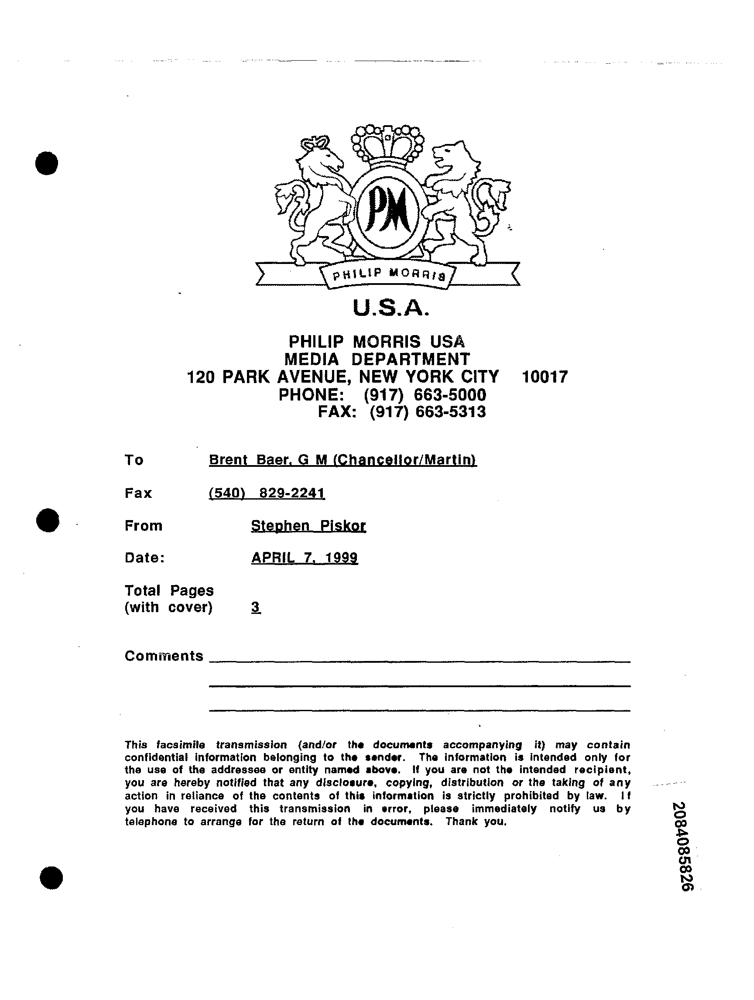 PM
PHILIP MORRIS
U.S.A.
PHILIP MORRIS USA
MEDIA DEPARTMENT
120 PARK AVENUE, NEW YORK CITY 10017
PHONE: (917) 663-5000
FAX: (917) 663-5313
To Brent Baer, G M (Chancellor/Martin)
Fax (540) 829-2241
From Stephen Piskor
Date: APRIL 7, 1999
Total Pages
(with cover) 3
Comments
This facsimile transmission (and/or the documents accompanying it) may contain
confidential information belonging to the sender. The information is intended only for
the use of the addressee or entity named above. If you are not the intended recipient,
you are hereby notified that any disclosure, copying, distribution or the taking of any
action in reliance of the contents of this information is strictly prohibited by law. If
you have received this transmission in error, please immediately notify us by
telephone to arrange for the return of the documents. Thank you.
2084085826